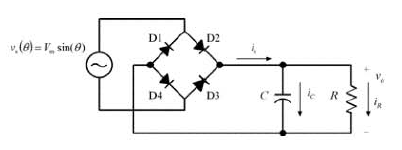 D1
D2
v_s(θ)=V_m sin(θ)
i_s
+
v_o
D4
D3
C
i_C
R
i_R
-